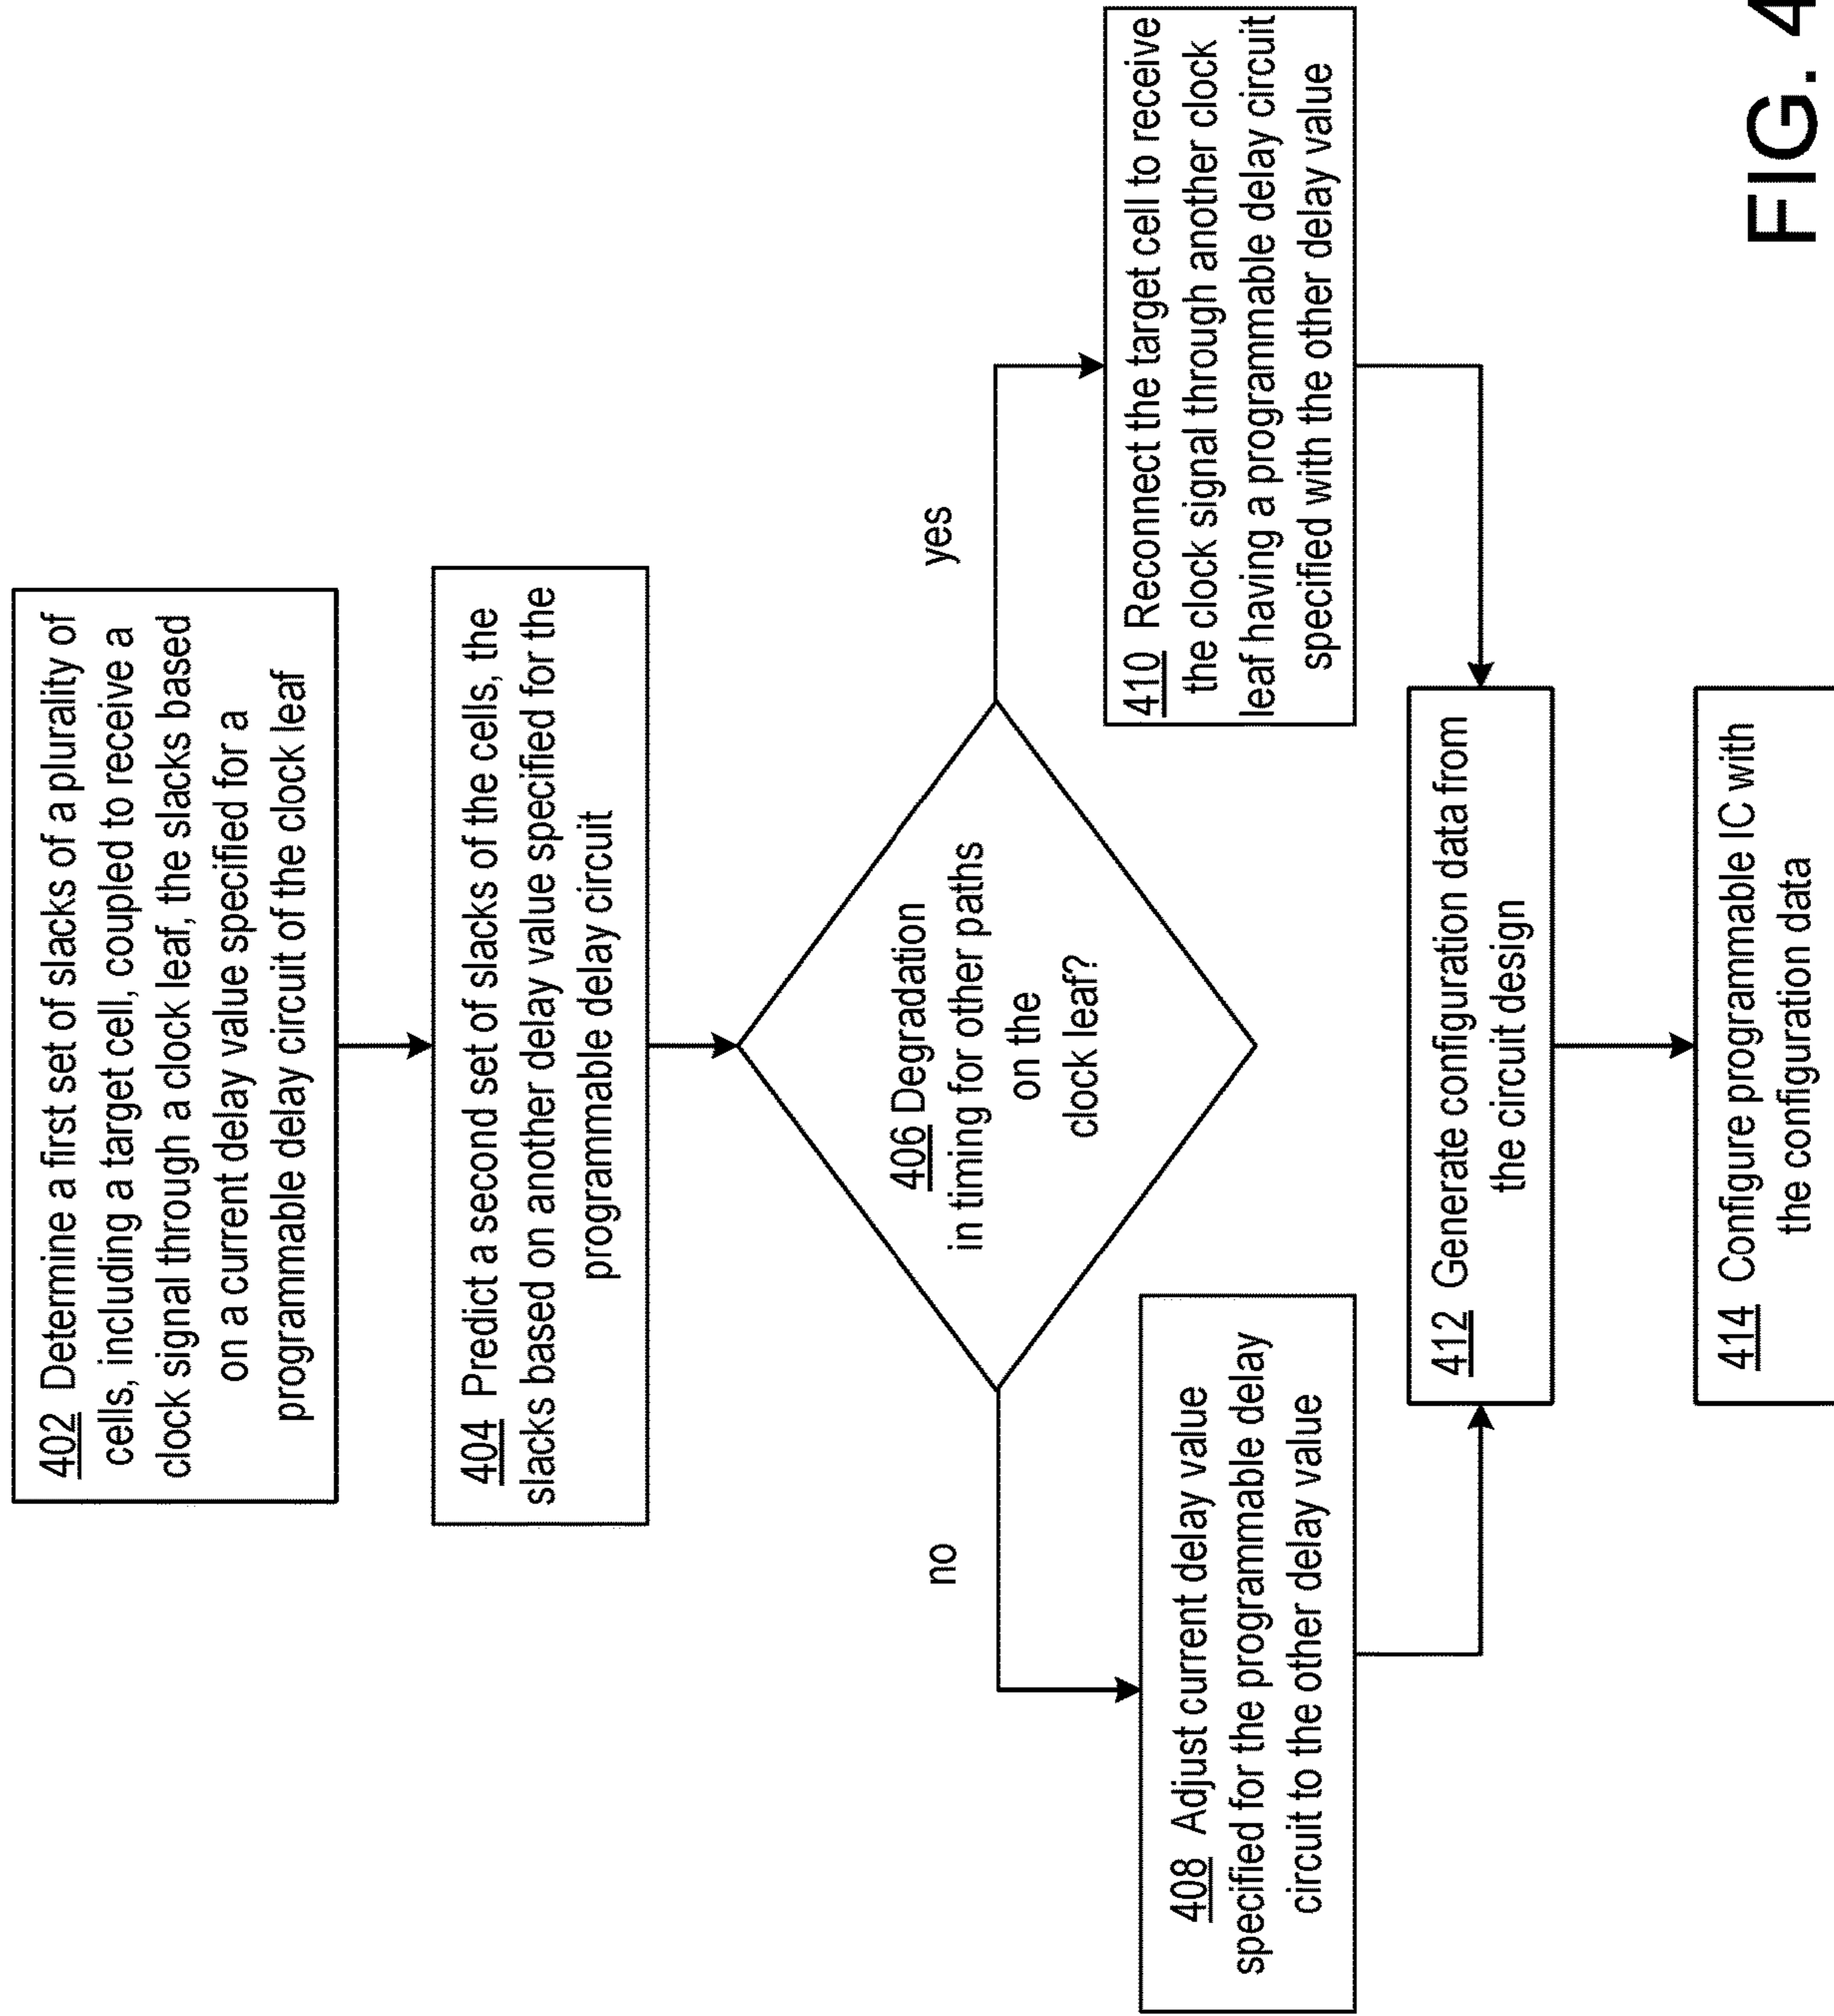 402 Determine a first set of slacks of a plurality of
cells, including a target cell, coupled to receive a
clock signal through a clock leaf, the slacks based
on a current delay value specified for a
programmable delay circuit of the clock leaf
404 Predict a second set of slacks of the cells, the
slacks based on another delay value specified for the
programmable delay circuit
406 Degradation
in timing for other paths
on the
clock leaf?
no
yes
408 Adjust current delay value
specified for the programmable delay
circuit to the other delay value
410 Reconnect the target cell to receive
the clock signal through another clock
leaf having a programmable delay circuit
specified with the other delay value
412 Generate configuration data from
the circuit design
414 Configure programmable IC with
the configuration data
FIG. 4